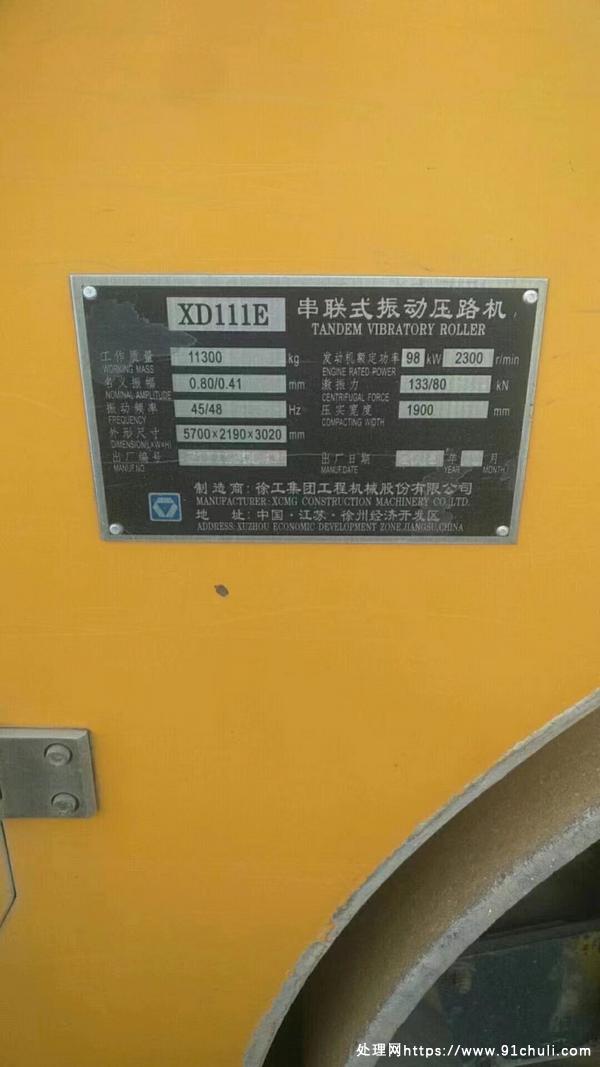 XD111E 串联式振动压路机
TANDEM VIBRATORY ROLLER
工作质量 11300 kg 发动机额定功率 98 kW 2300 r/min
WORKING MASS ENGINE RATED POWER
名义振幅 0.80/0.41 mm 激振力 133/80 kN
NOMINAL AMPLITUDE CENTRIFUGAL FORCE
振动频率 45/48 Hz 压实宽度 1900 mm
FREQUENCY COMPACTING WIDTH
外形尺寸 5700×2190×3020 mm
DIMENSION(L×W×H)
出厂编号 出厂日期 年 月
MANUF.NO. MANUF.DATE YEAR MONTH
制造商:徐工集团工程机械股份有限公司
MANUFACTURER:XCMG CONSTRUCTION MACHINERY CO.,LTD.
地 址:中国·江苏·徐州经济开发区
ADDRESS:XUZHOU ECONOMIC DEVELOPMENT ZONE,JIANGSU,CHINA
处理网https://www.91chuli.com